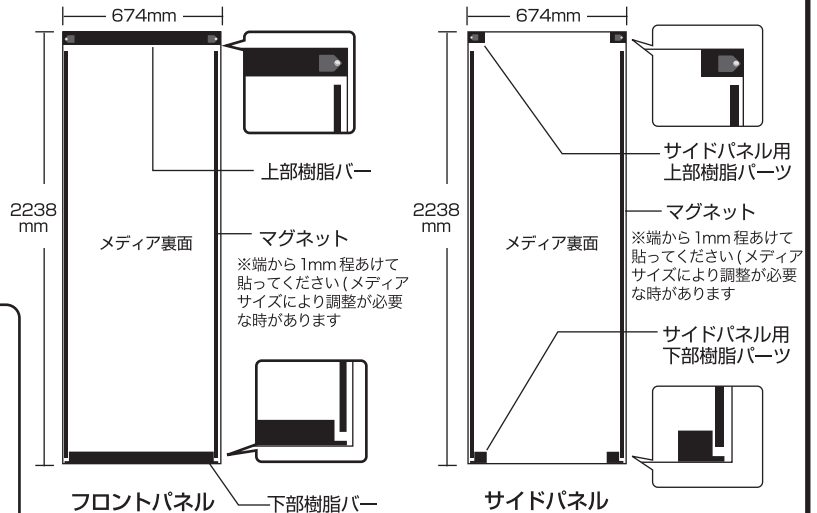 674mm
上部樹脂バー
2238
mm
メディア裏面
マグネット
※端から1mm程あけて
貼ってください(メディア
サイズにより調整が必要
な時があります
フロントパネル
下部樹脂バー
674mm
サイドパネル用
上部樹脂パーツ
2238
mm
メディア裏面
マグネット
※端から1mm程あけて
貼ってください(メディア
サイズにより調整が必要
な時があります
サイドパネル用
下部樹脂パーツ
サイドパネル